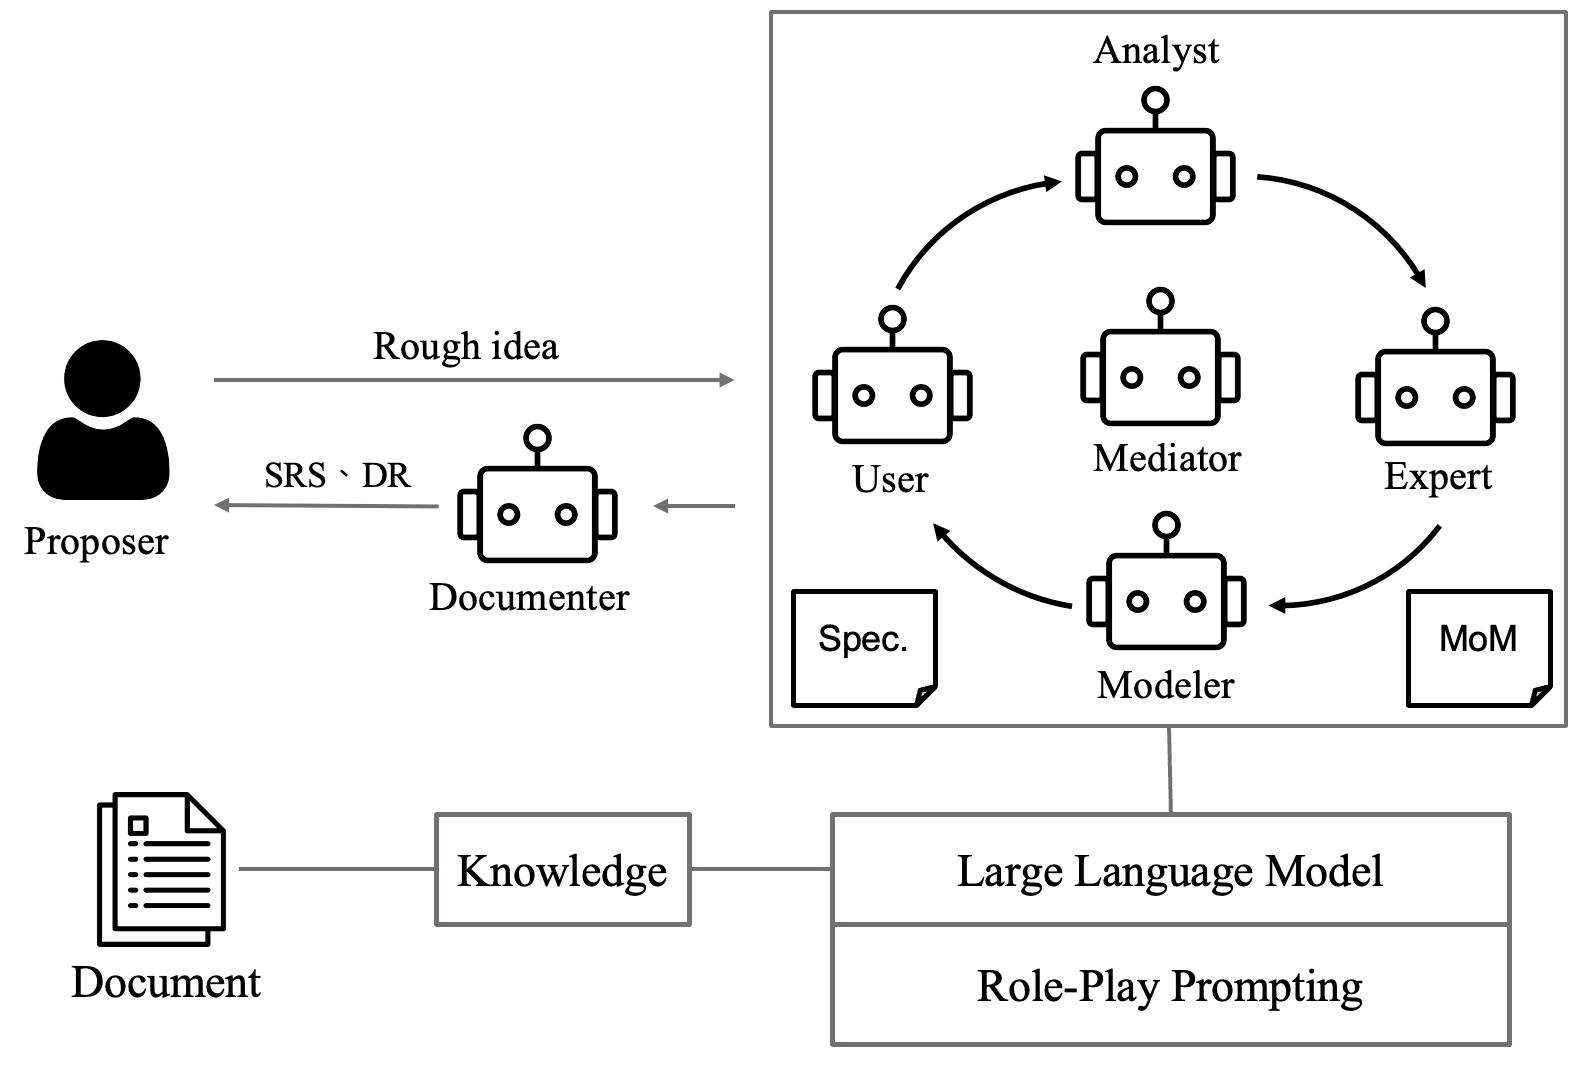 Analyst
Rough idea
User
Mediator
Expert
SRS、DR
Proposer
Documenter
Spec.
MoM
Modeler
Knowledge
Large Language Model
Document
Role-Play Prompting